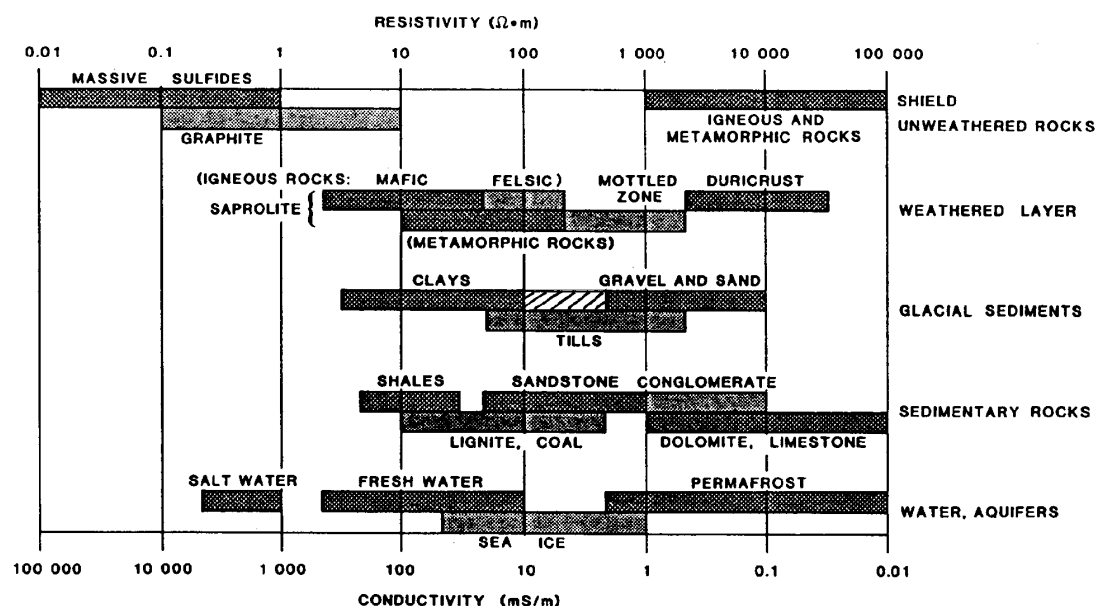 RESISTIVITY (Ω•m)
0.01 0.1 1 10 100 1 000 10 000 100 000
MASSIVE SULFIDES
SHIELD
IGNEOUS AND
METAMORPHIC ROCKS
UNWEATHERED ROCKS
GRAPHITE
(IGNEOUS ROCKS: MAFIC FELSIC) MOTTLED DURICRUST
ZONE
SAPROLITE {
WEATHERED LAYER
(METAMORPHIC ROCKS)
CLAYS GRAVEL AND SAND
GLACIAL SEDIMENTS
TILLS
SHALES SANDSTONE CONGLOMERATE
SEDIMENTARY ROCKS
LIGNITE, COAL DOLOMITE, LIMESTONE
SALT WATER FRESH WATER PERMAFROST
WATER, AQUIFERS
SEA ICE
100 000 10 000 1 000 100 10 1 0.1 0.01
CONDUCTIVITY (mS/m)